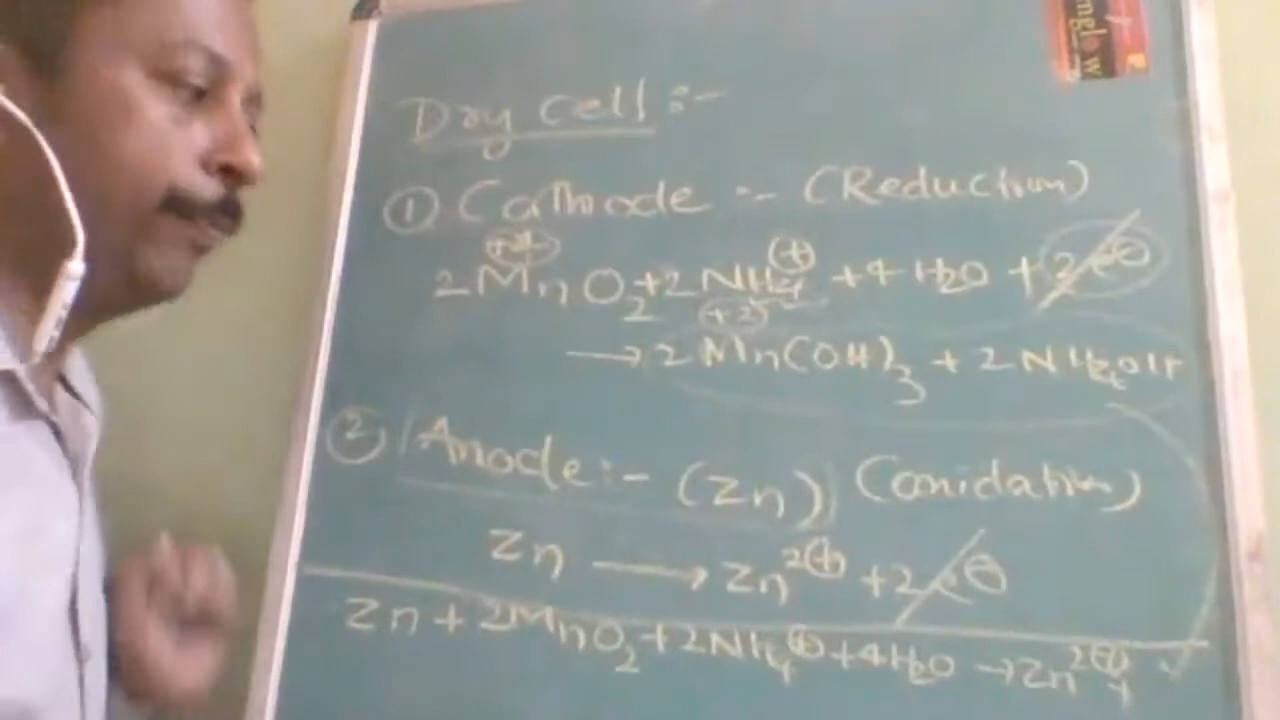 Dry Cell :-
① Cathode :- (Reduction)
+4
2MnO₂ + 2NH₄⊕ + 4H₂O + 2e⊖
→ 2Mn(OH)₃ + 2NH₄OH
② Anode :- (Zn) (oxidation)
Zn → Zn²⊕ + 2e⊖
Zn + 2MnO₂ + 2NH₄⊕ + 4H₂O → Zn²⊕ +